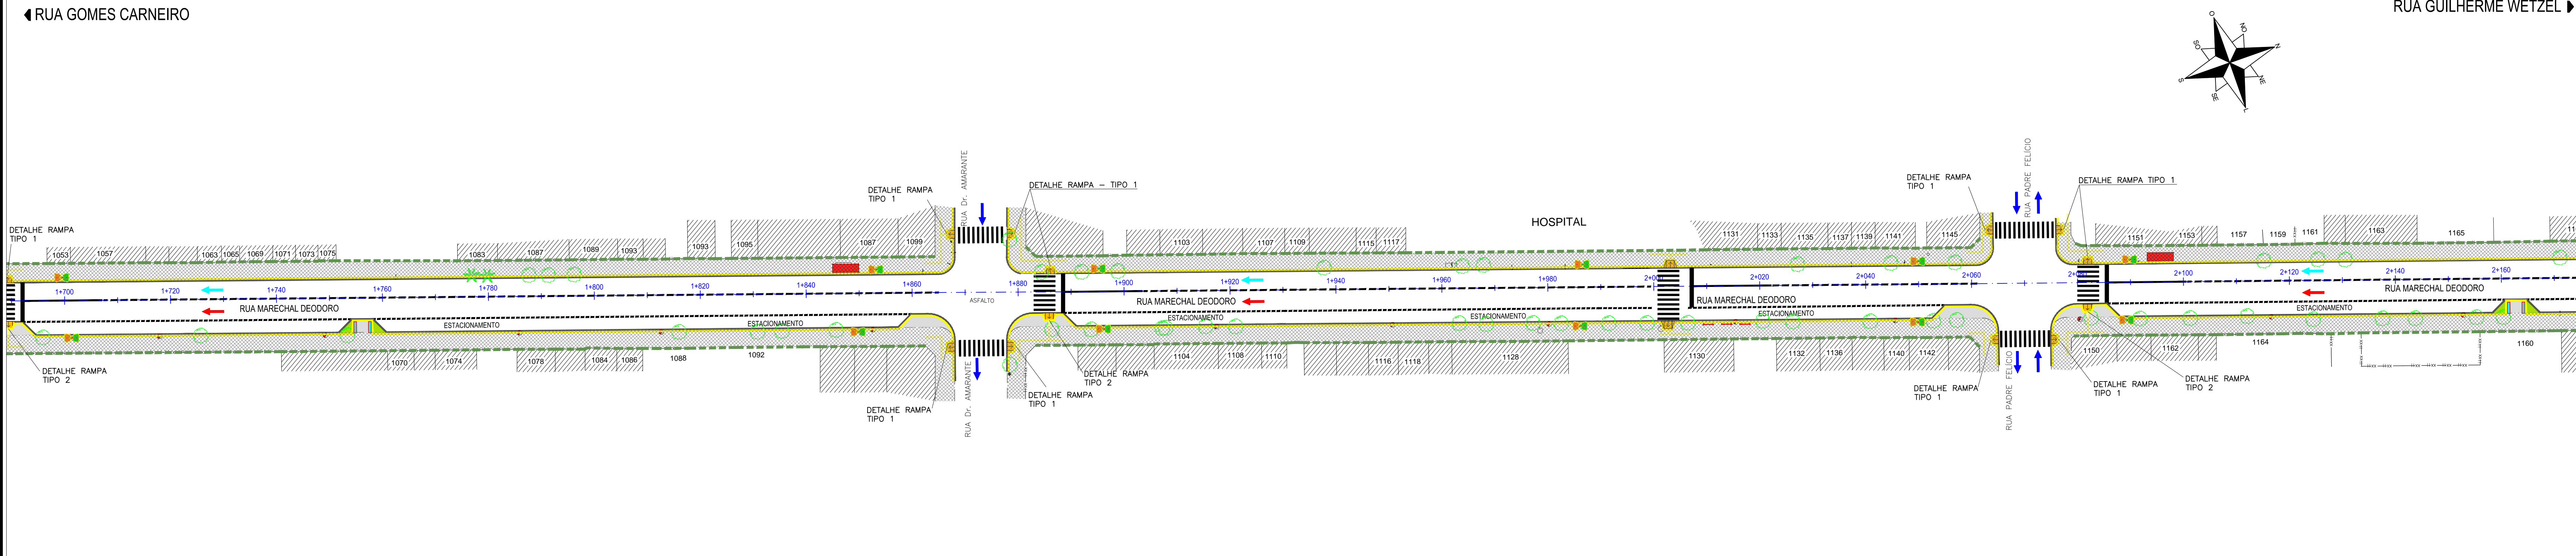 RUA GOMES CARNEIRO
RUA GUILHERME WETZEL
O
NO
N
NE
L
SE
S
SO
RUA Dr. AMARANTE
RUA PADRE FELÍCIO
DETALHE RAMPA
TIPO 1
DETALHE RAMPA
TIPO 1
DETALHE RAMPA - TIPO 1
HOSPITAL
DETALHE RAMPA
TIPO 1
DETALHE RAMPA TIPO 1
1053
1057
1063
1065
1069
1071
1073
1075
1083
1087
1089
1093
1093
1095
1087
1099
1103
1107
1109
1115
1117
1131
1133
1135
1137
1139
1141
1145
1151
1153
1157
1159
1161
1163
1165
1+700
1+720
1+740
1+760
1+780
1+800
1+820
1+840
1+860
1+880
1+900
1+920
1+940
1+960
1+980
2+020
2+040
2+060
2+100
2+120
2+140
2+160
RUA MARECHAL DEODORO
ASFALTO
RUA MARECHAL DEODORO
RUA MARECHAL DEODORO
RUA MARECHAL DEODORO
ESTACIONAMENTO
ESTACIONAMENTO
ESTACIONAMENTO
ESTACIONAMENTO
ESTACIONAMENTO
ESTACIONAMENTO
1070
1074
1078
1084
1086
1088
1092
1104
1108
1110
1116
1118
1128
1130
1132
1136
1140
1142
1150
1162
1164
1160
DETALHE RAMPA
TIPO 2
DETALHE RAMPA
TIPO 1
RUA Dr. AMARANTE
DETALHE RAMPA
TIPO 2
DETALHE RAMPA
TIPO 1
DETALHE RAMPA
TIPO 1
RUA PADRE FELÍCIO
DETALHE RAMPA
TIPO 1
DETALHE RAMPA
TIPO 2